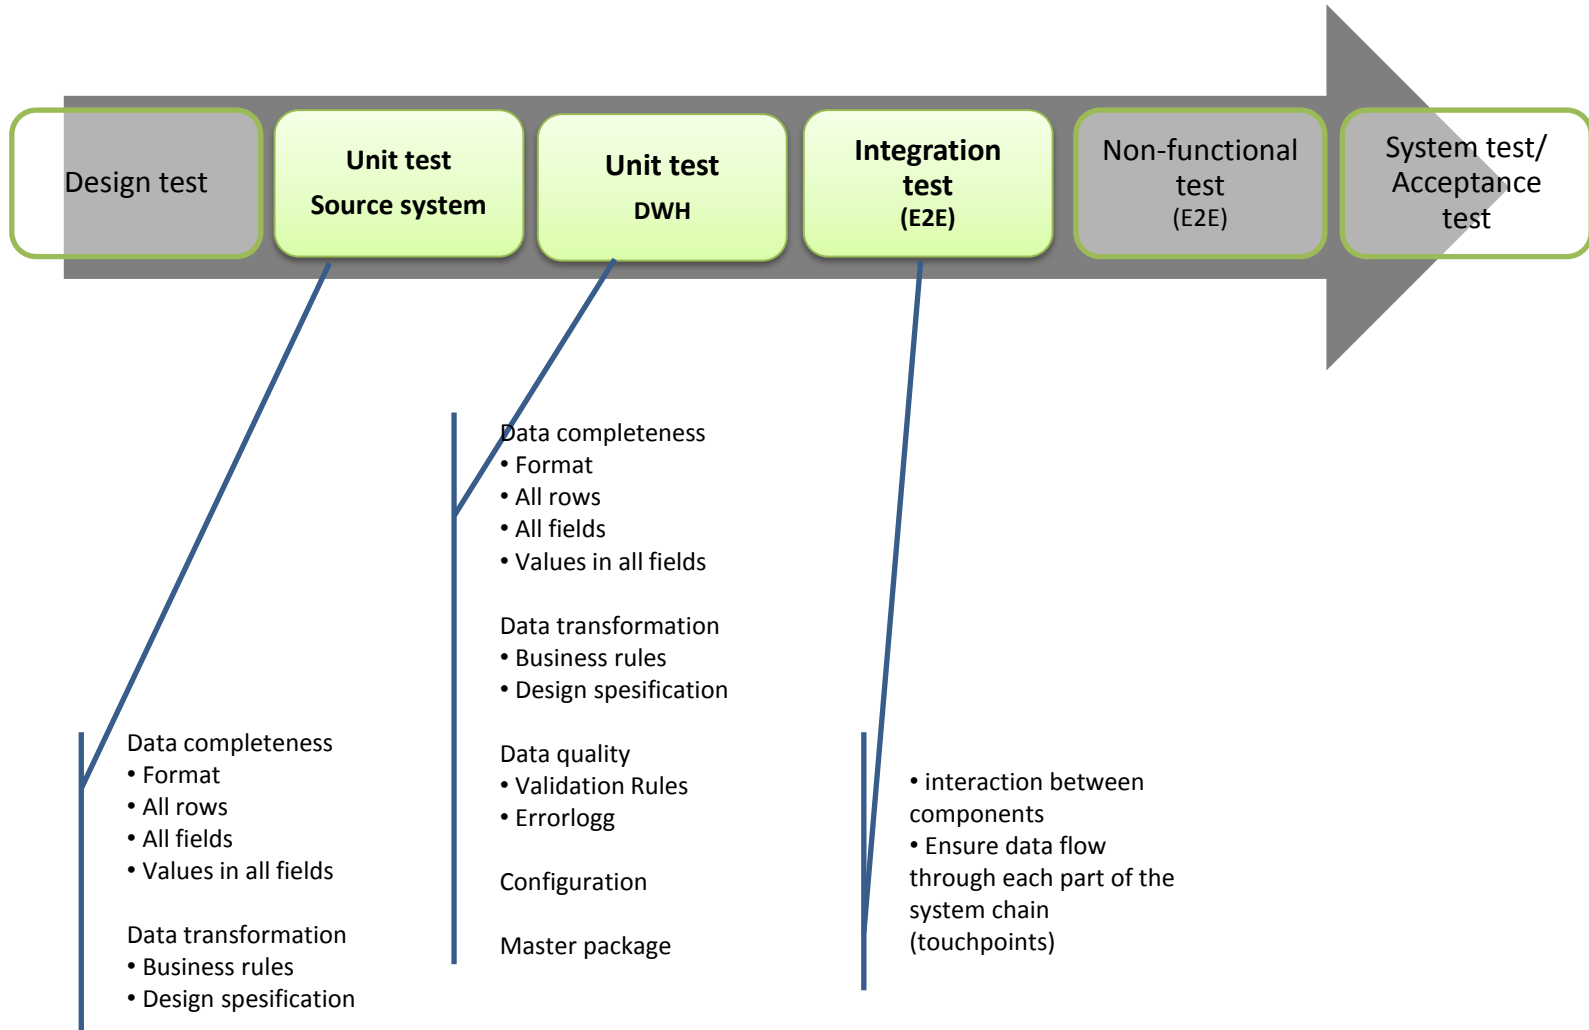 Design test
Unit test
Source system
Unit test
DWH
Integration
test
(E2E)
Non-functional
test
(E2E)
System test/
Acceptance
test
Data completeness
• Format
• All rows
• All fields
• Values in all fields
Data transformation
• Business rules
• Design spesification
Data completeness
• Format
• All rows
• All fields
• Values in all fields
Data transformation
• Business rules
• Design spesification
Data quality
• Validation Rules
• Errorlogg
Configuration
Master package
• interaction between
components
• Ensure data flow
through each part of the
system chain
(touchpoints)